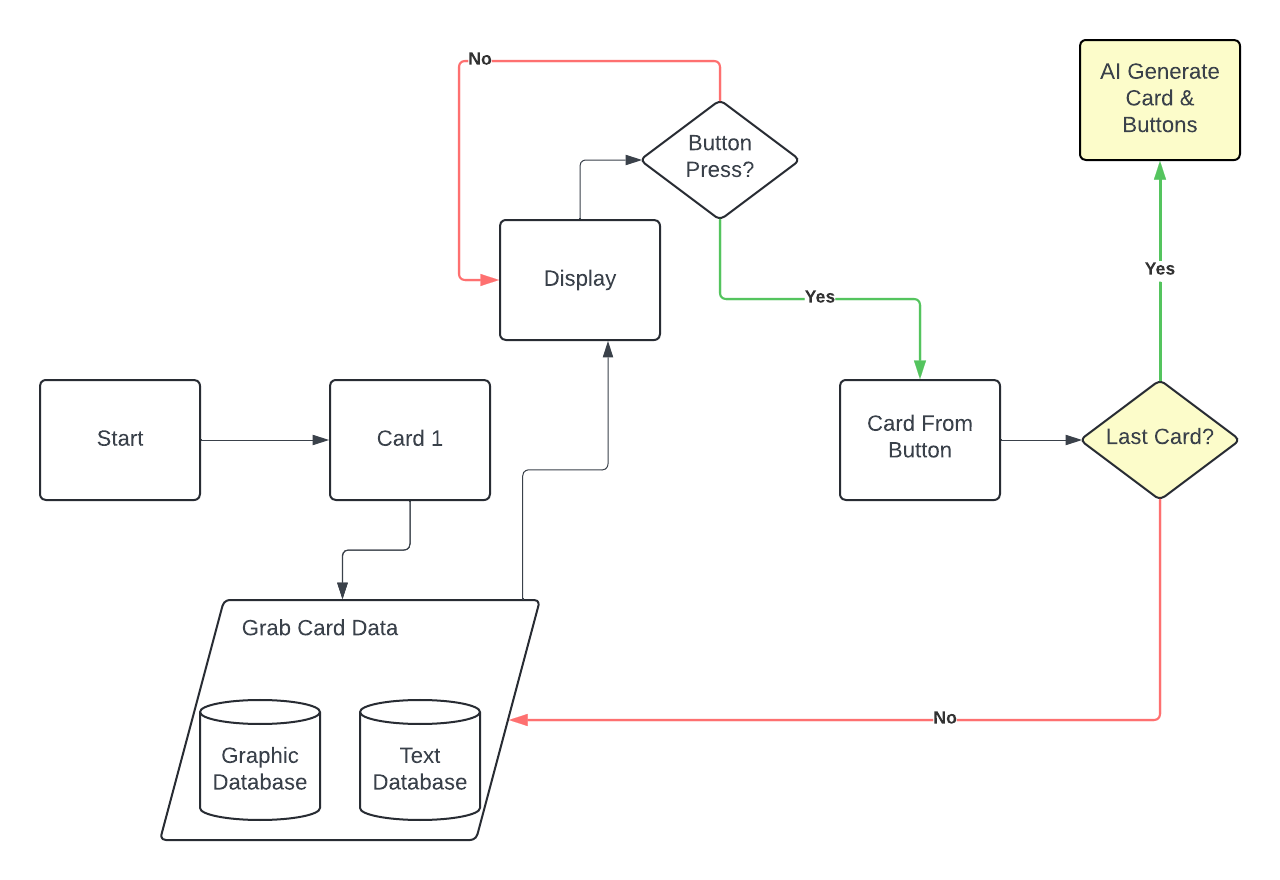 No
AI Generate
Card &
Buttons
Button
Press?
Display
Yes
Yes
Start
Card 1
Card From
Button
Last Card?
Grab Card Data
Graphic
Database
Text
Database
No